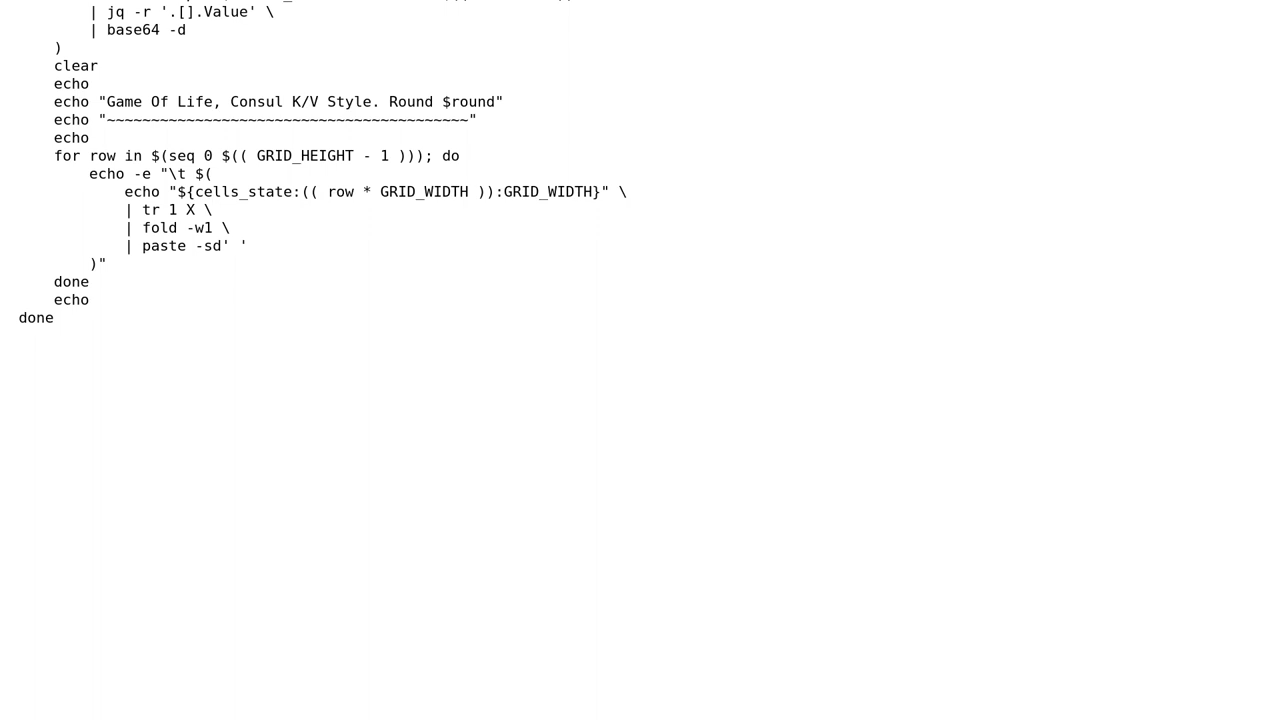 | jq -r '.[].Value' \
| base64 -d
)
clear
echo
echo "Game Of Life, Consul K/V Style. Round $round"
echo "~~~~~~~~~~~~~~~~~~~~~~~~~~~~~~~~~~~~~~~~~"
echo
for row in $(seq 0 $(( GRID_HEIGHT - 1 ))); do
echo -e "\t $(
echo "${cells_state:(( row * GRID_WIDTH )):GRID_WIDTH}" \
| tr 1 X \
| fold -w1 \
| paste -sd' '
)"
done
echo
done